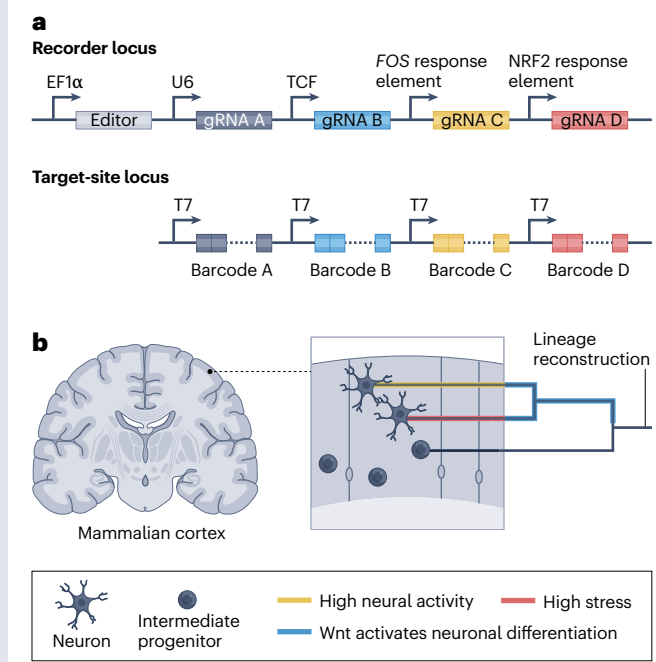 a
Recorder locus
EF1α
U6
TCF
FOS response
element
NRF2 response
element
Editor
gRNA A
gRNA B
gRNA C
gRNA D
Target-site locus
T7
T7
T7
T7
Barcode A
Barcode B
Barcode C
Barcode D
b
Lineage
reconstruction
Mammalian cortex
Neuron
Intermediate
progenitor
High neural activity
High stress
Wnt activates neuronal differentiation